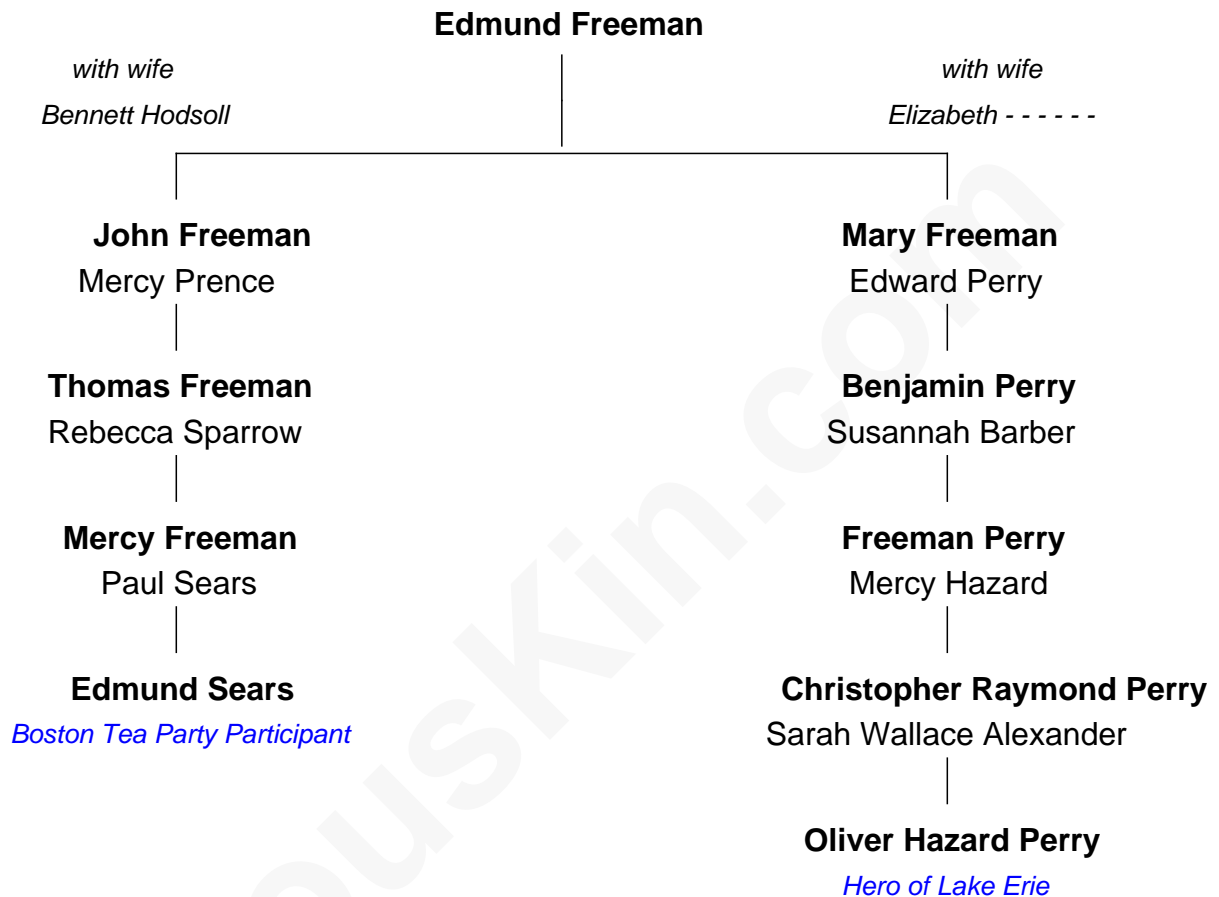 Edmund Freeman
with wife
Bennett Hodsoll
with wife
Elizabeth - - - - - -
John Freeman
Mercy Prence
Mary Freeman
Edward Perry
Thomas Freeman
Rebecca Sparrow
Benjamin Perry
Susannah Barber
Mercy Freeman
Paul Sears
Freeman Perry
Mercy Hazard
Edmund Sears
Boston Tea Party Participant
Christopher Raymond Perry
Sarah Wallace Alexander
Oliver Hazard Perry
Hero of Lake Erie
ousKin.com